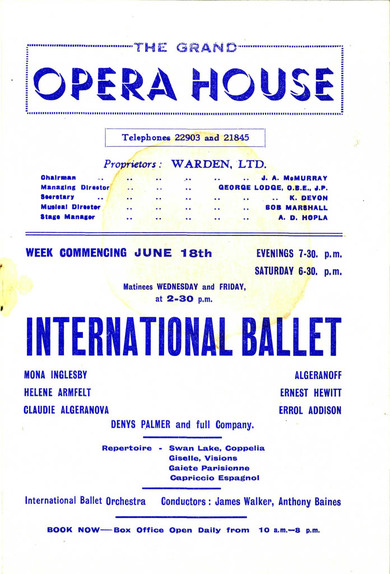 THE GRAND
OPERA HOUSE
Telephones 22903 and 21845
Proprietors: WARDEN, LTD.
Chairman .. .. .. .. .. .. J. A. McMURRAY
Managing Director .. .. .. GEORGE LODGE, O.B.E., J.P.
Secretary .. .. .. .. .. .. .. K. DEVON
Musical Director .. .. .. .. .. BOB MARSHALL
Stage Manager .. .. .. .. .. A. D. HOPLA
WEEK COMMENCING JUNE 18th EVENINGS 7-30. p.m.
SATURDAY 6-30. p.m.
Matinees WEDNESDAY and FRIDAY,
at 2-30 p.m.
INTERNATIONAL BALLET
MONA INGLESBY ALGERANOFF
HELENE ARMFELT ERNEST HEWITT
CLAUDIE ALGERANOVA ERROL ADDISON
DENYS PALMER and full Company.
Repertoire - Swan Lake, Coppelia
Giselle, Visions
Gaiete Parisienne
Capriccio Espagnol
International Ballet Orchestra Conductors: James Walker, Anthony Baines
BOOK NOW—Box Office Open Daily from 10 a.m.—8 p.m.